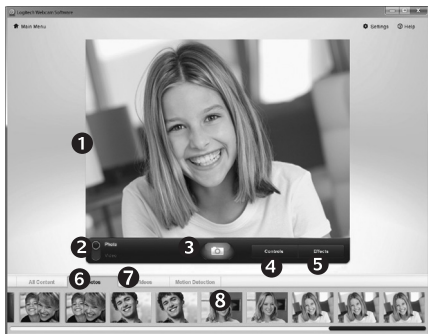 Logitech Webcam Software
Main Menu
Settings
Help
1
2
Photo
Video
3
Controls
Effects
4
5
6
7
All Content
Motion Detection
8